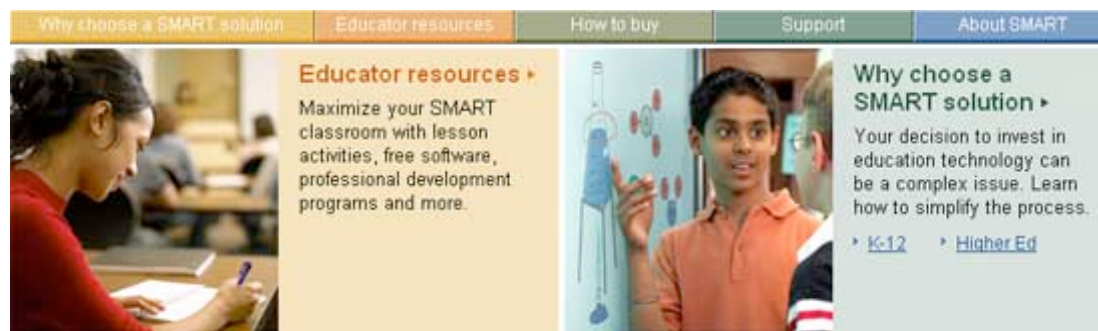 Why choose a SMART solution
Educator resources
How to buy
Support
About SMART
Educator resources
Maximize your SMART
classroom with lesson
activities, free software,
professional development
programs and more.
Why choose a
SMART solution
Your decision to invest in
education technology can
be a complex issue. Learn
how to simplify the process.
K-12
Higher Ed